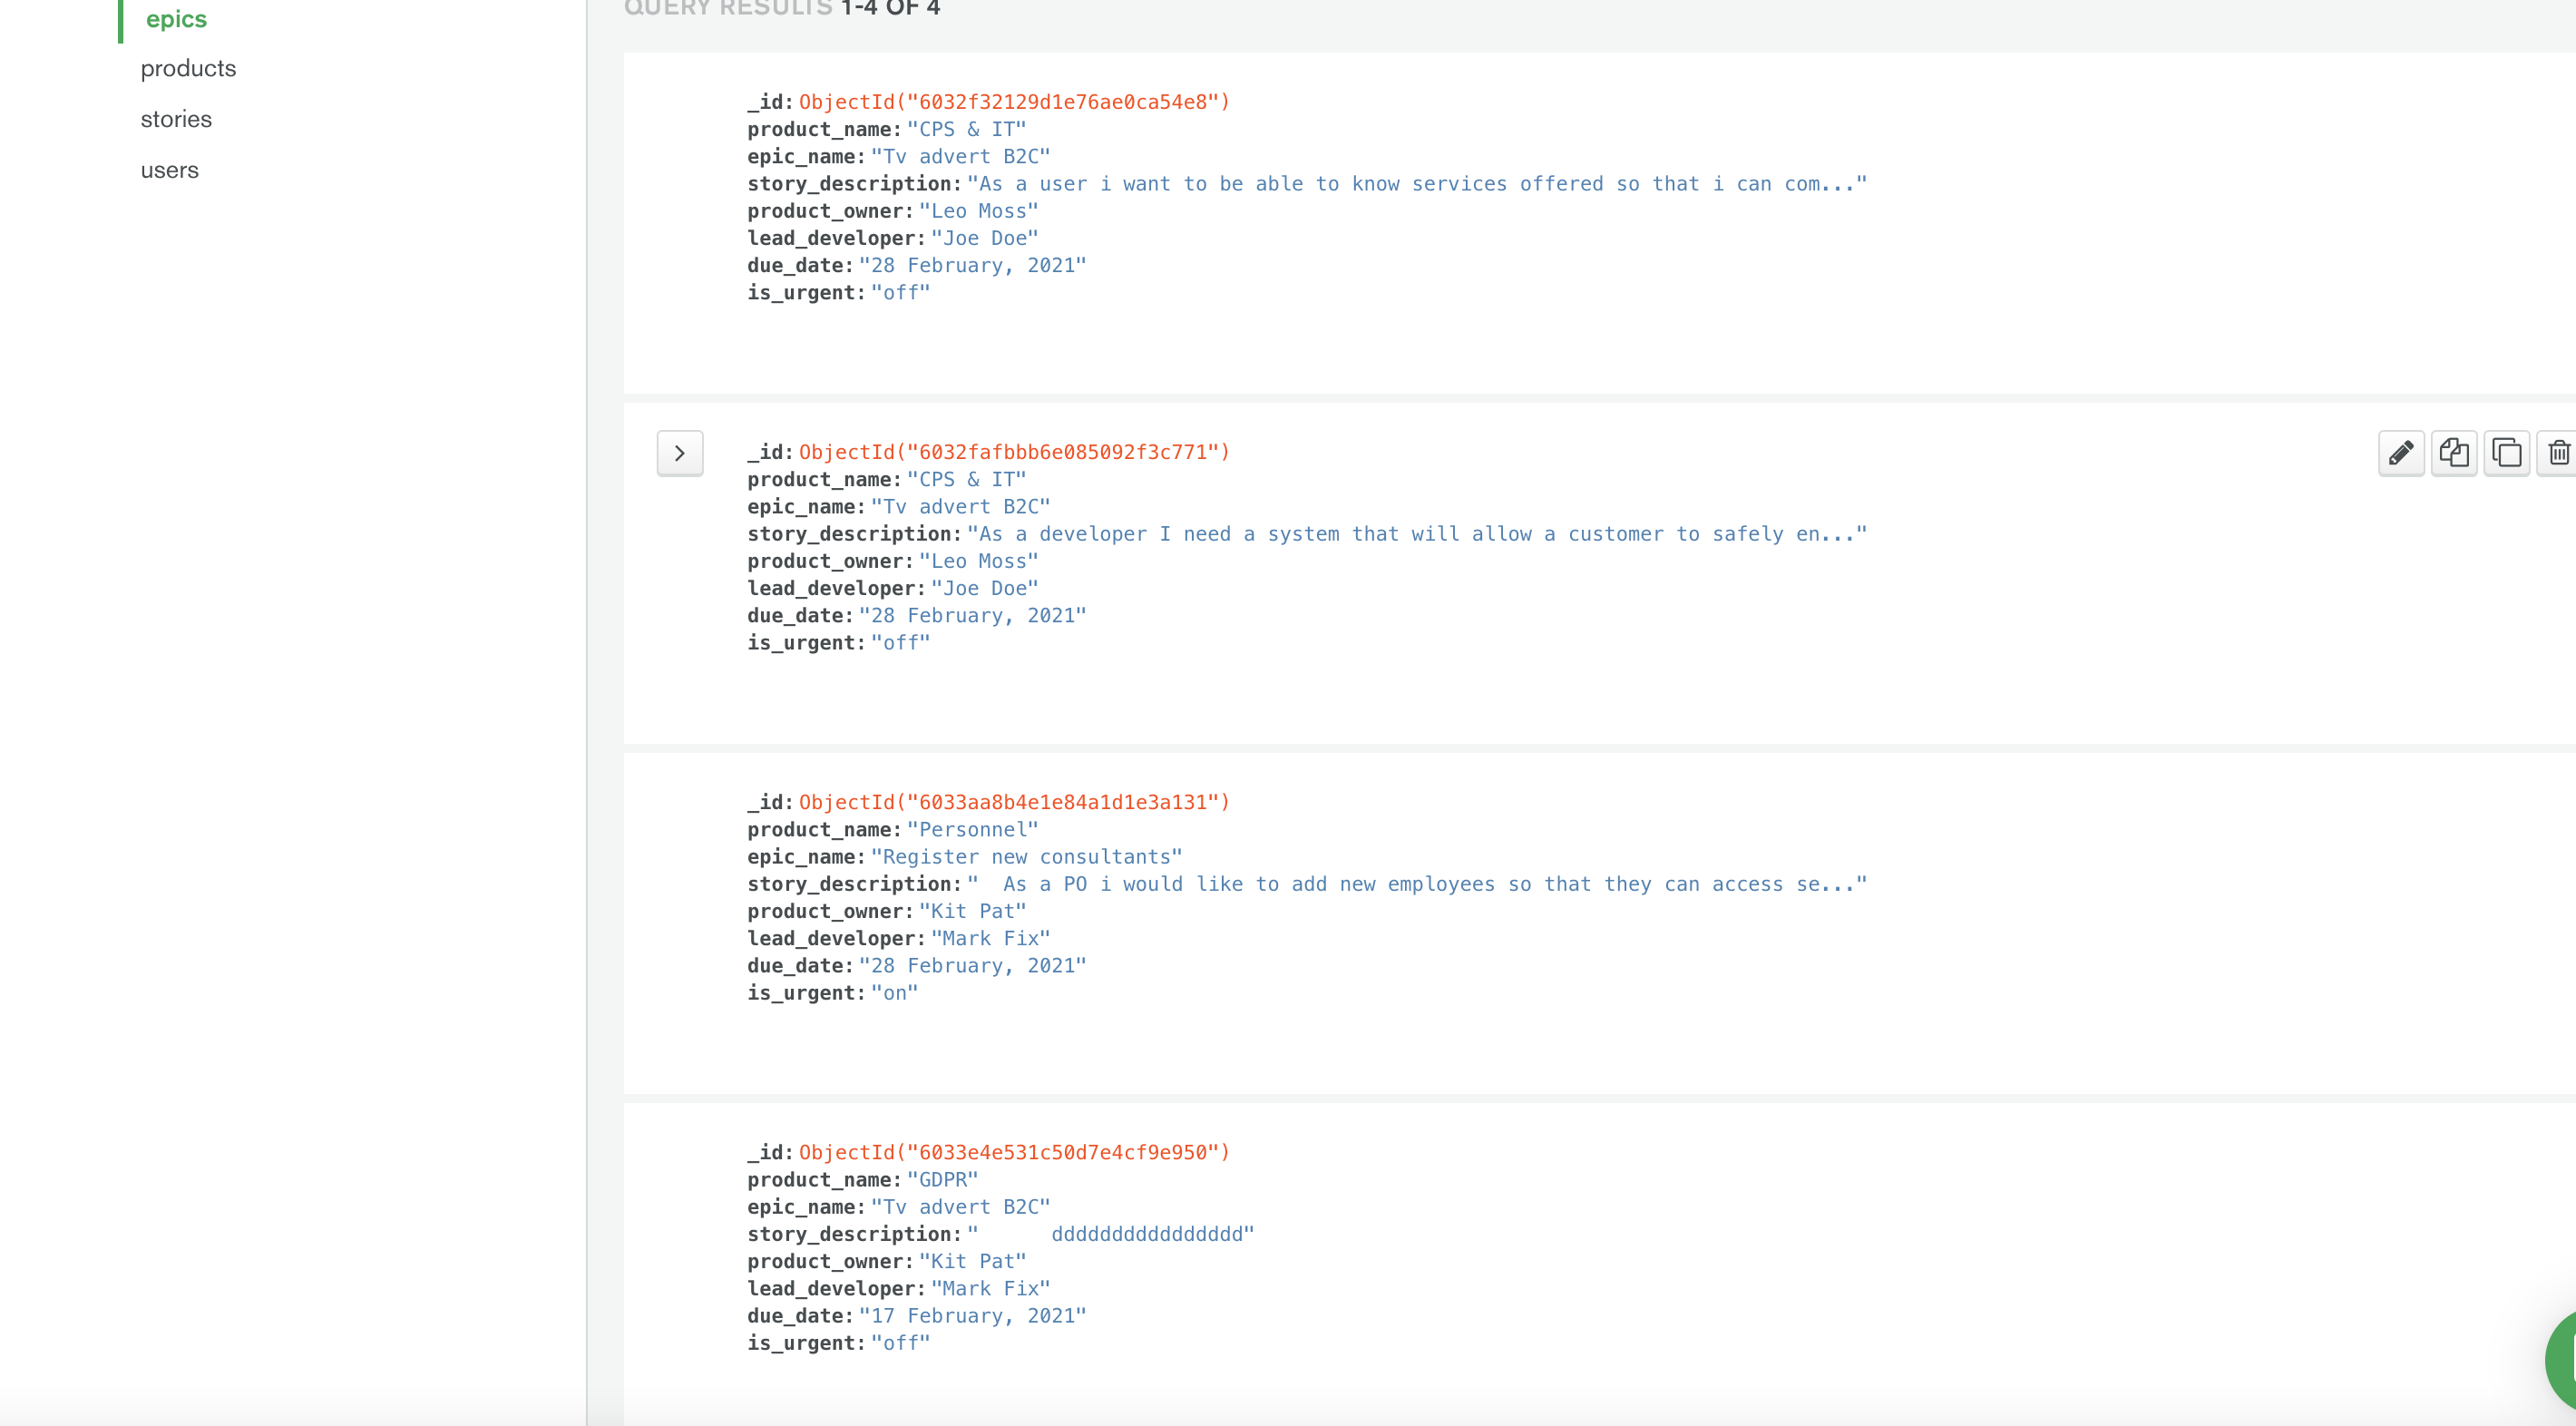 epics
products
stories
users
QUERY RESULTS 1-4 OF 4
_id: ObjectId("6032f32129d1e76ae0ca54e8")
product_name: "CPS & IT"
epic_name: "Tv advert B2C"
story_description: "As a user i want to be able to know services offered so that i can com..."
product_owner: "Leo Moss"
lead_developer: "Joe Doe"
due_date: "28 February, 2021"
is_urgent: "off"
_id: ObjectId("6032fafbbb6e085092f3c771")
product_name: "CPS & IT"
epic_name: "Tv advert B2C"
story_description: "As a developer I need a system that will allow a customer to safely en..."
product_owner: "Leo Moss"
lead_developer: "Joe Doe"
due_date: "28 February, 2021"
is_urgent: "off"
_id: ObjectId("6033aa8b4e1e84a1d1e3a131")
product_name: "Personnel"
epic_name: "Register new consultants"
story_description: "  As a PO i would like to add new employees so that they can access se..."
product_owner: "Kit Pat"
lead_developer: "Mark Fix"
due_date: "28 February, 2021"
is_urgent: "on"
_id: ObjectId("6033e4e531c50d7e4cf9e950")
product_name: "GDPR"
epic_name: "Tv advert B2C"
story_description: "      dddddddddddddddd"
product_owner: "Kit Pat"
lead_developer: "Mark Fix"
due_date: "17 February, 2021"
is_urgent: "off"